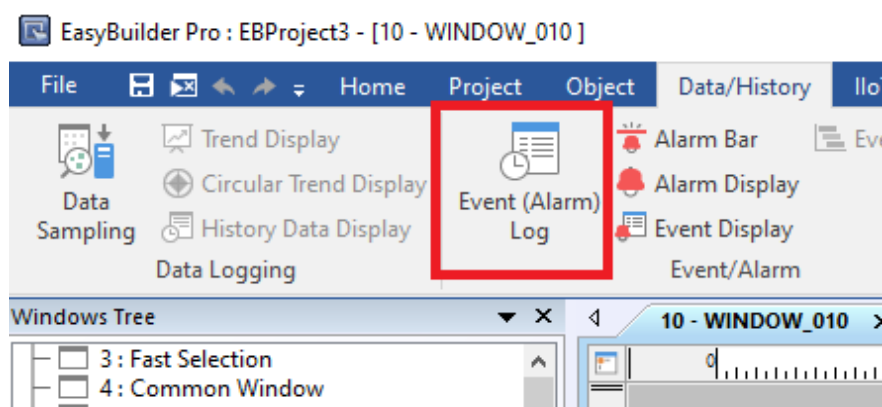 EasyBuilder Pro : EBProject3 - [10 - WINDOW_010 ]
File Home Project Object Data/History
Data Sampling
Trend Display
Circular Trend Display
History Data Display
Data Logging
Event (Alarm)
Log
Alarm Bar
Alarm Display
Event Display
Event/Alarm
Windows Tree
3 : Fast Selection
4 : Common Window
10 - WINDOW_010
0